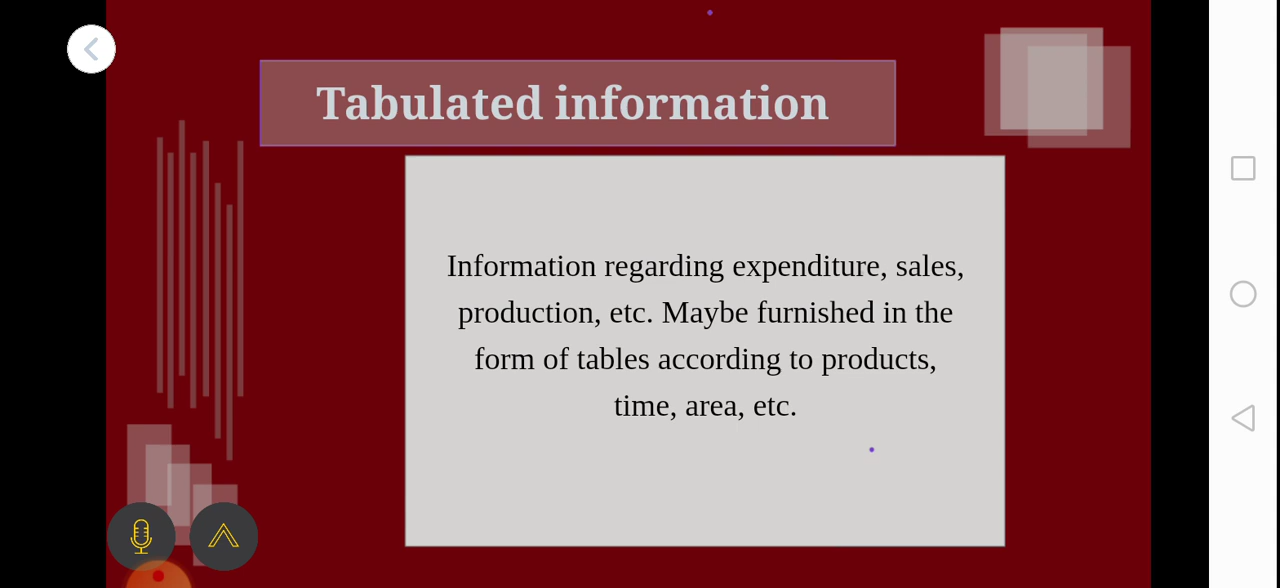 Tabulated information
Information regarding expenditure, sales,
production, etc. Maybe furnished in the
form of tables according to products,
time, area, etc.